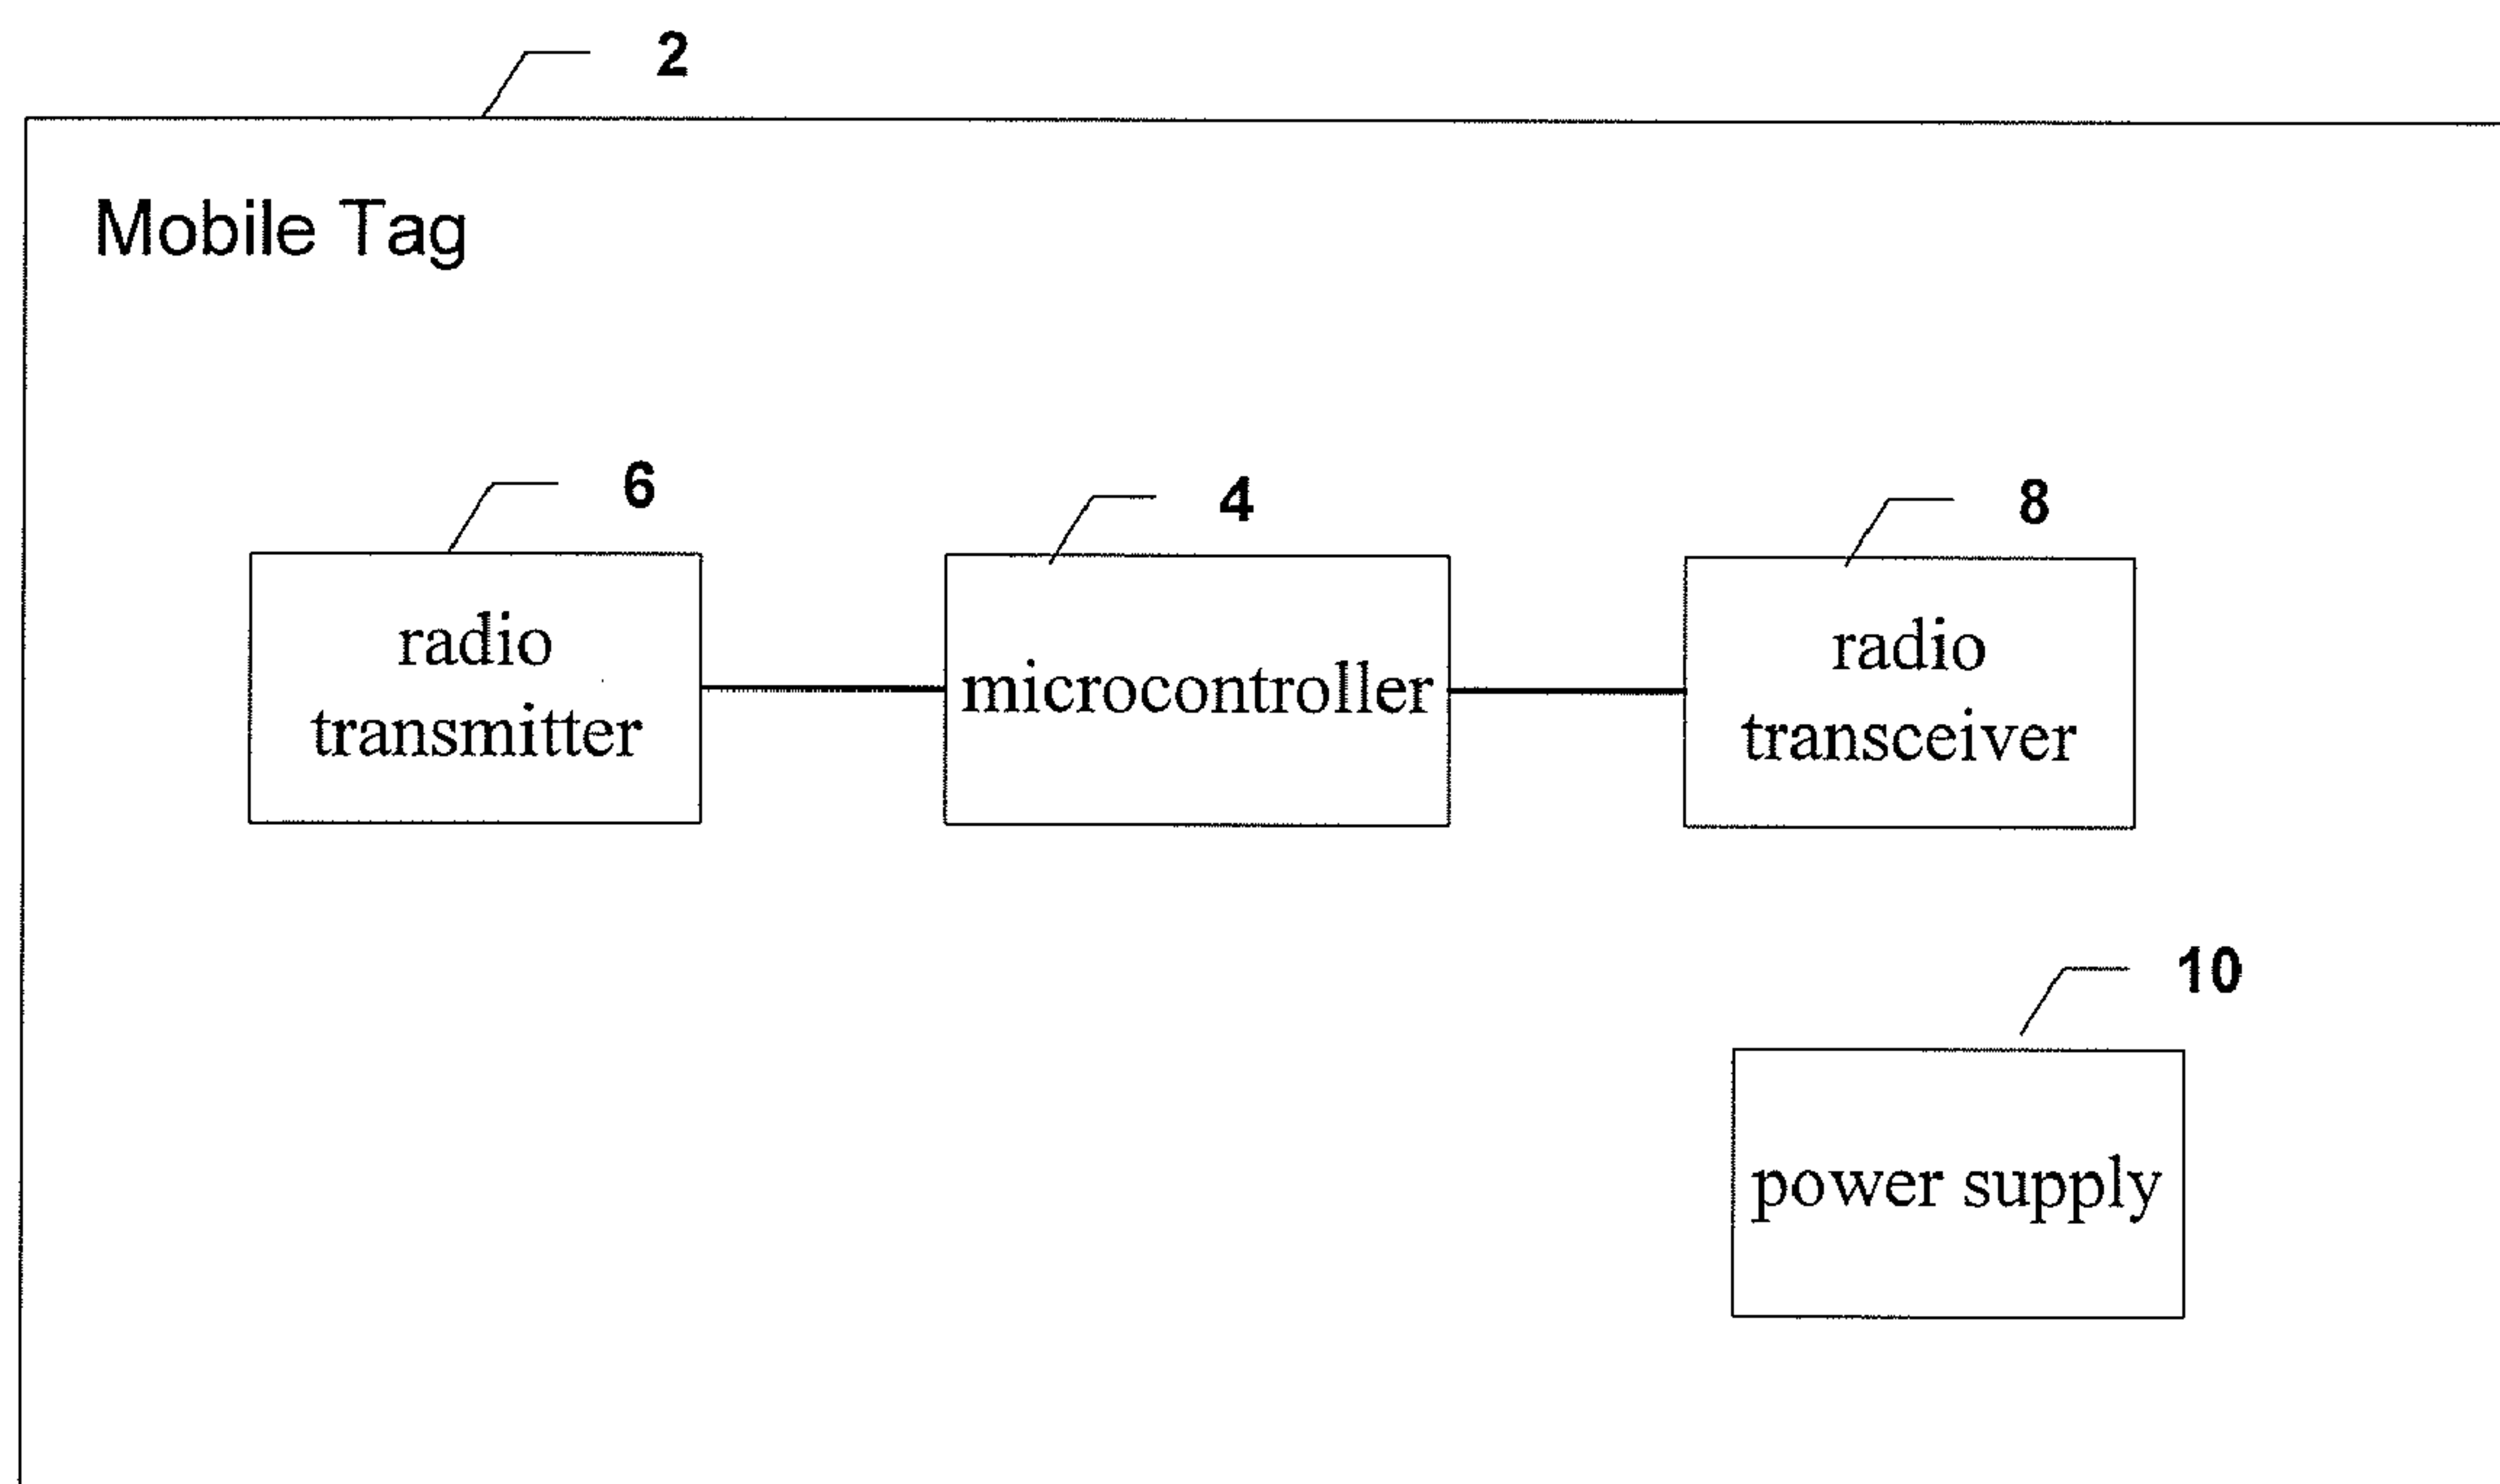 2
Mobile Tag
6
4
8
radio
transmitter
microcontroller
radio
transceiver
10
power supply